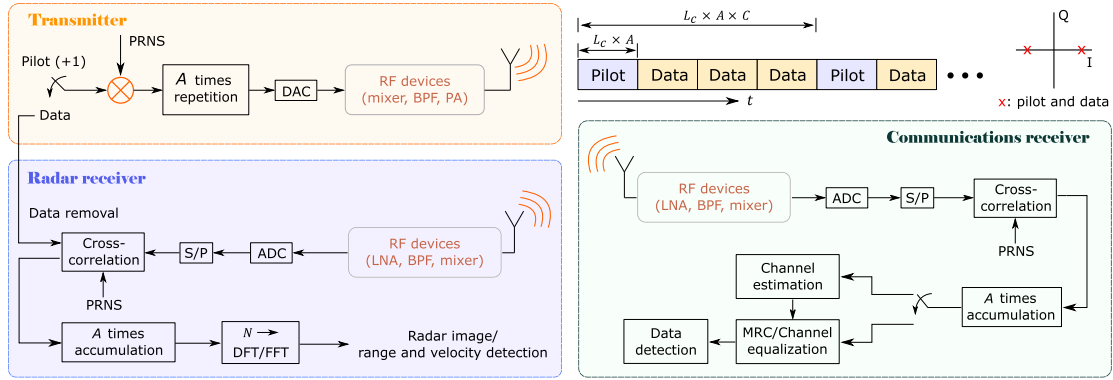 Transmitter
PRNS
Pilot (+1)
Data
A times
repetition
DAC
RF devices
(mixer, BPF, PA)
L_C × A × C
L_C × A
Pilot
Data
Data
Data
Pilot
Data
t
Q
I
x: pilot and data
Radar receiver
Data removal
Cross-
correlation
PRNS
S/P
ADC
RF devices
(LNA, BPF, mixer)
A times
accumulation
N
DFT/FFT
Radar image/
range and velocity detection
Communications receiver
RF devices
(LNA, BPF, mixer)
ADC
S/P
Cross-
correlation
PRNS
A times
accumulation
Channel
estimation
MRC/Channel
equalization
Data
detection